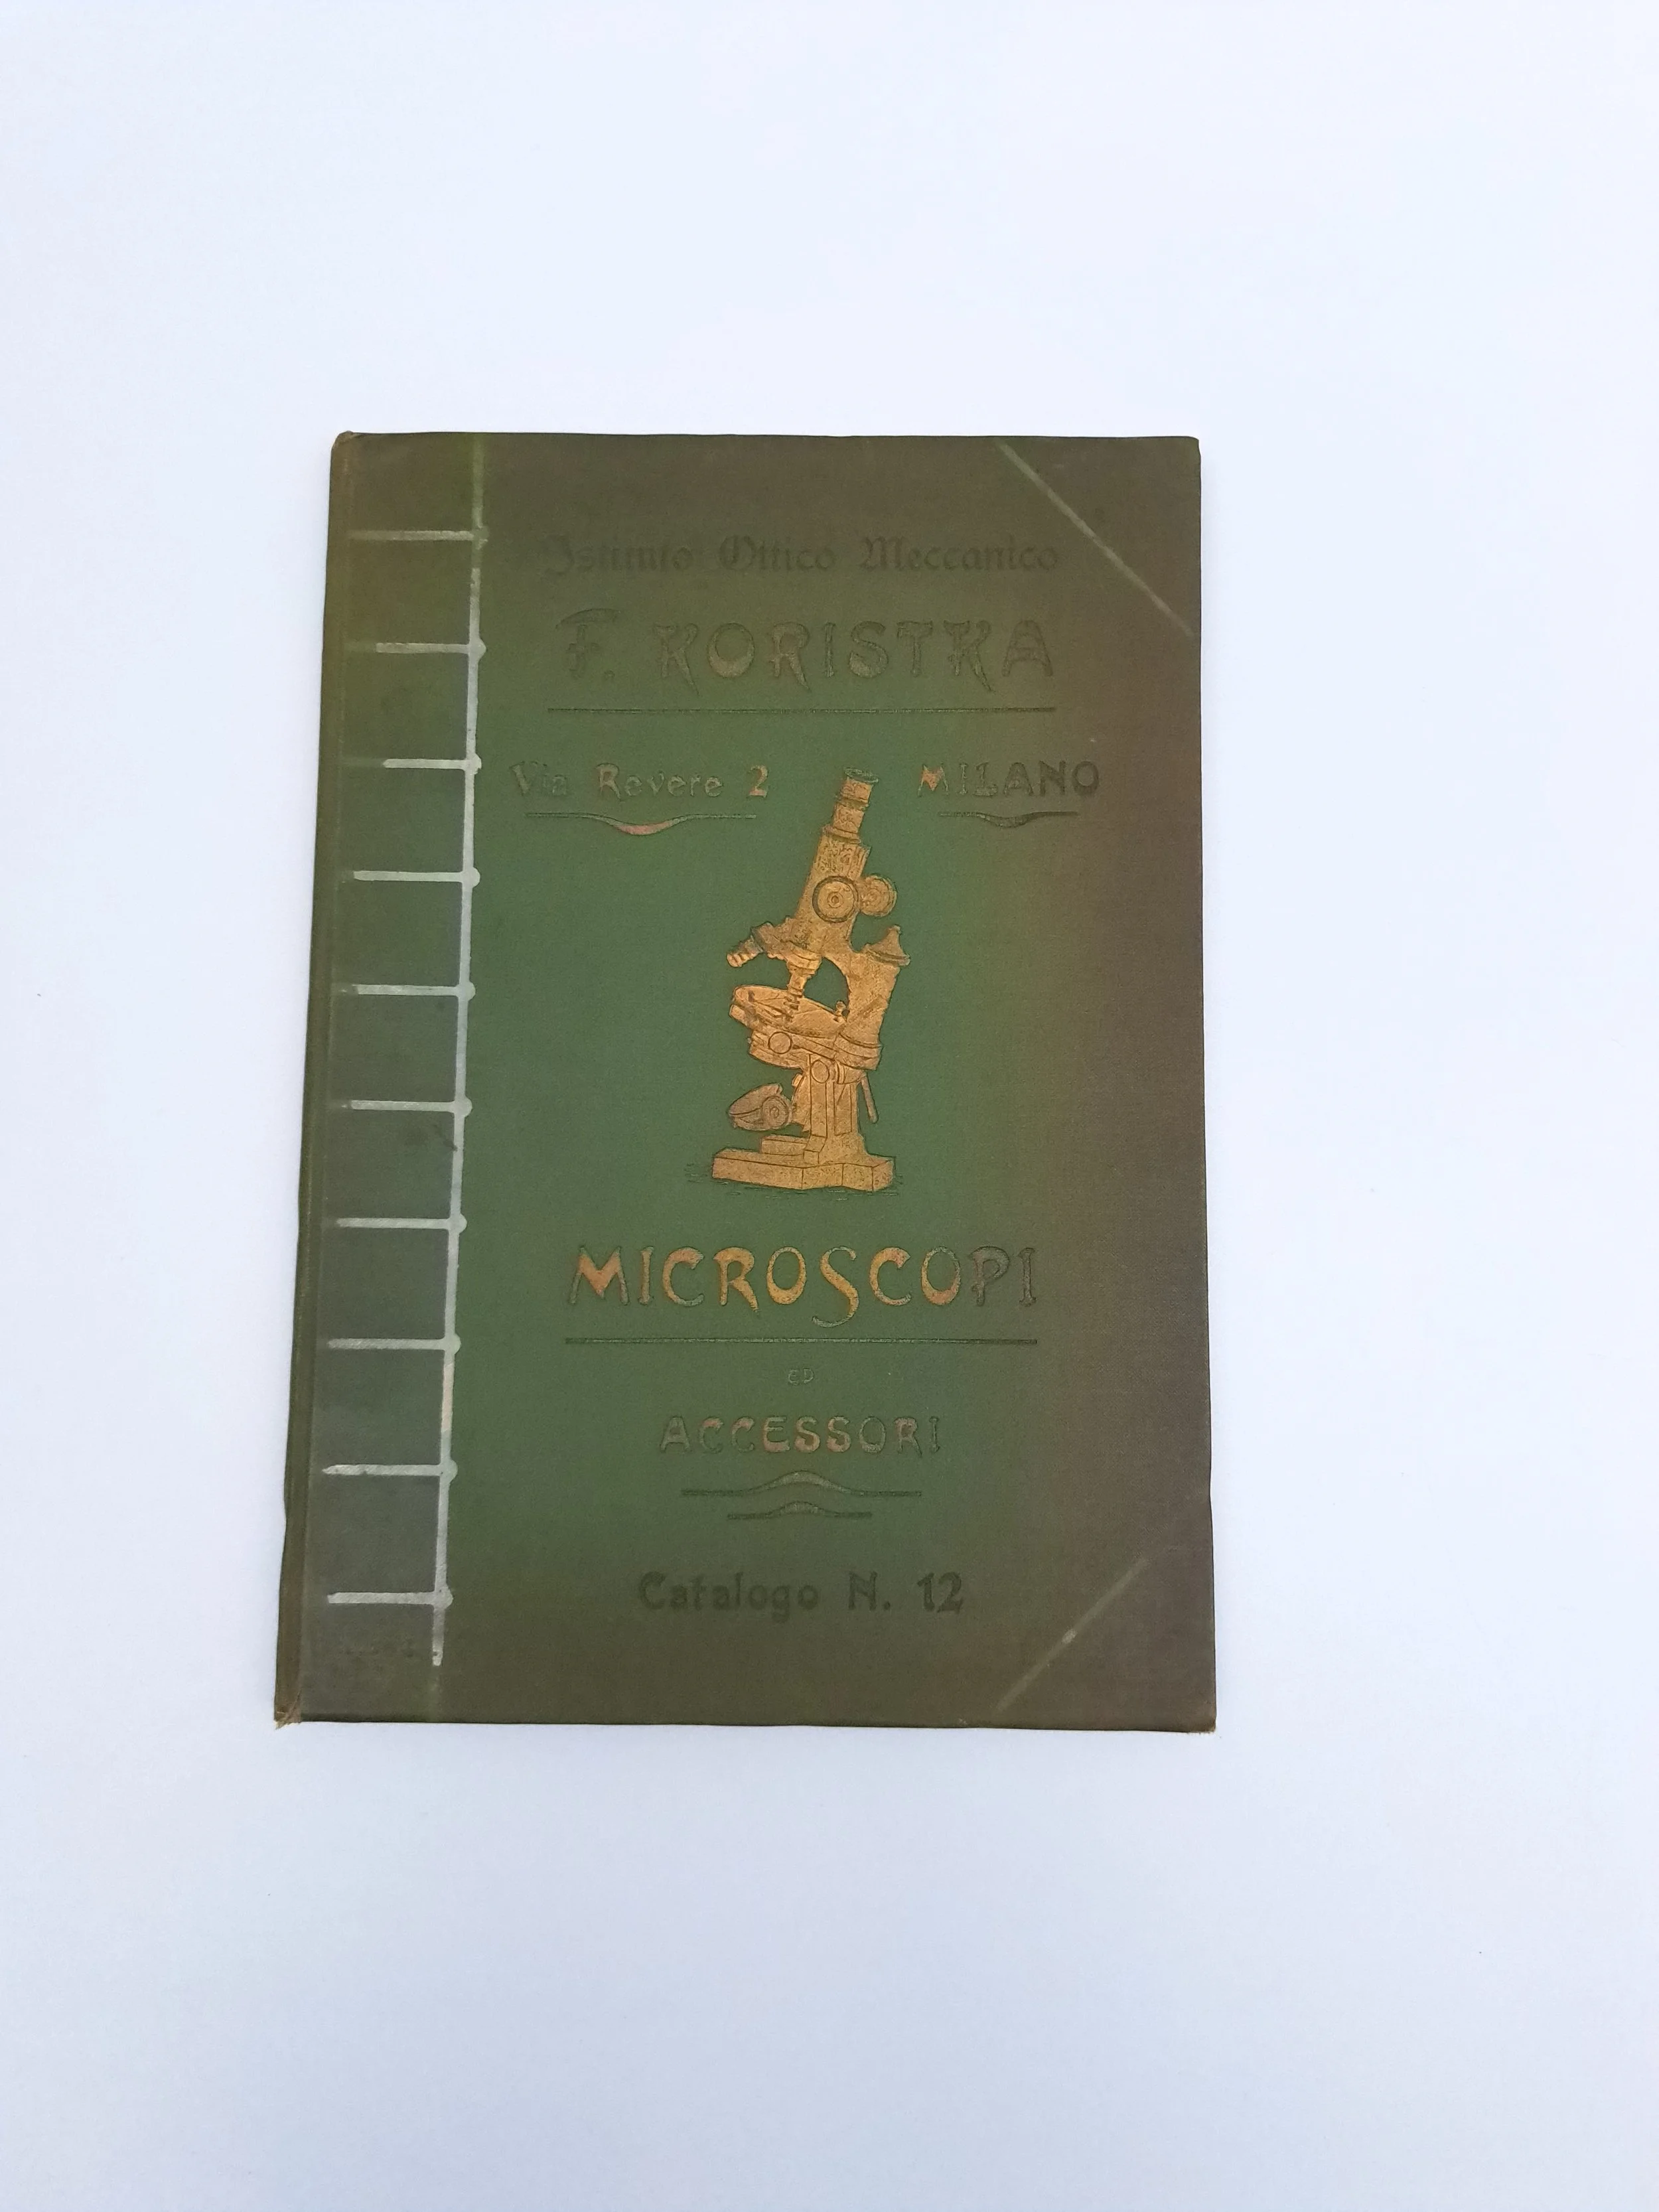 Istituto Ottico Meccanico
F. KORISTKA
Via Revere 2 MILANO
MICROSCOPI
ED
ACCESSORI
Catalogo N. 12